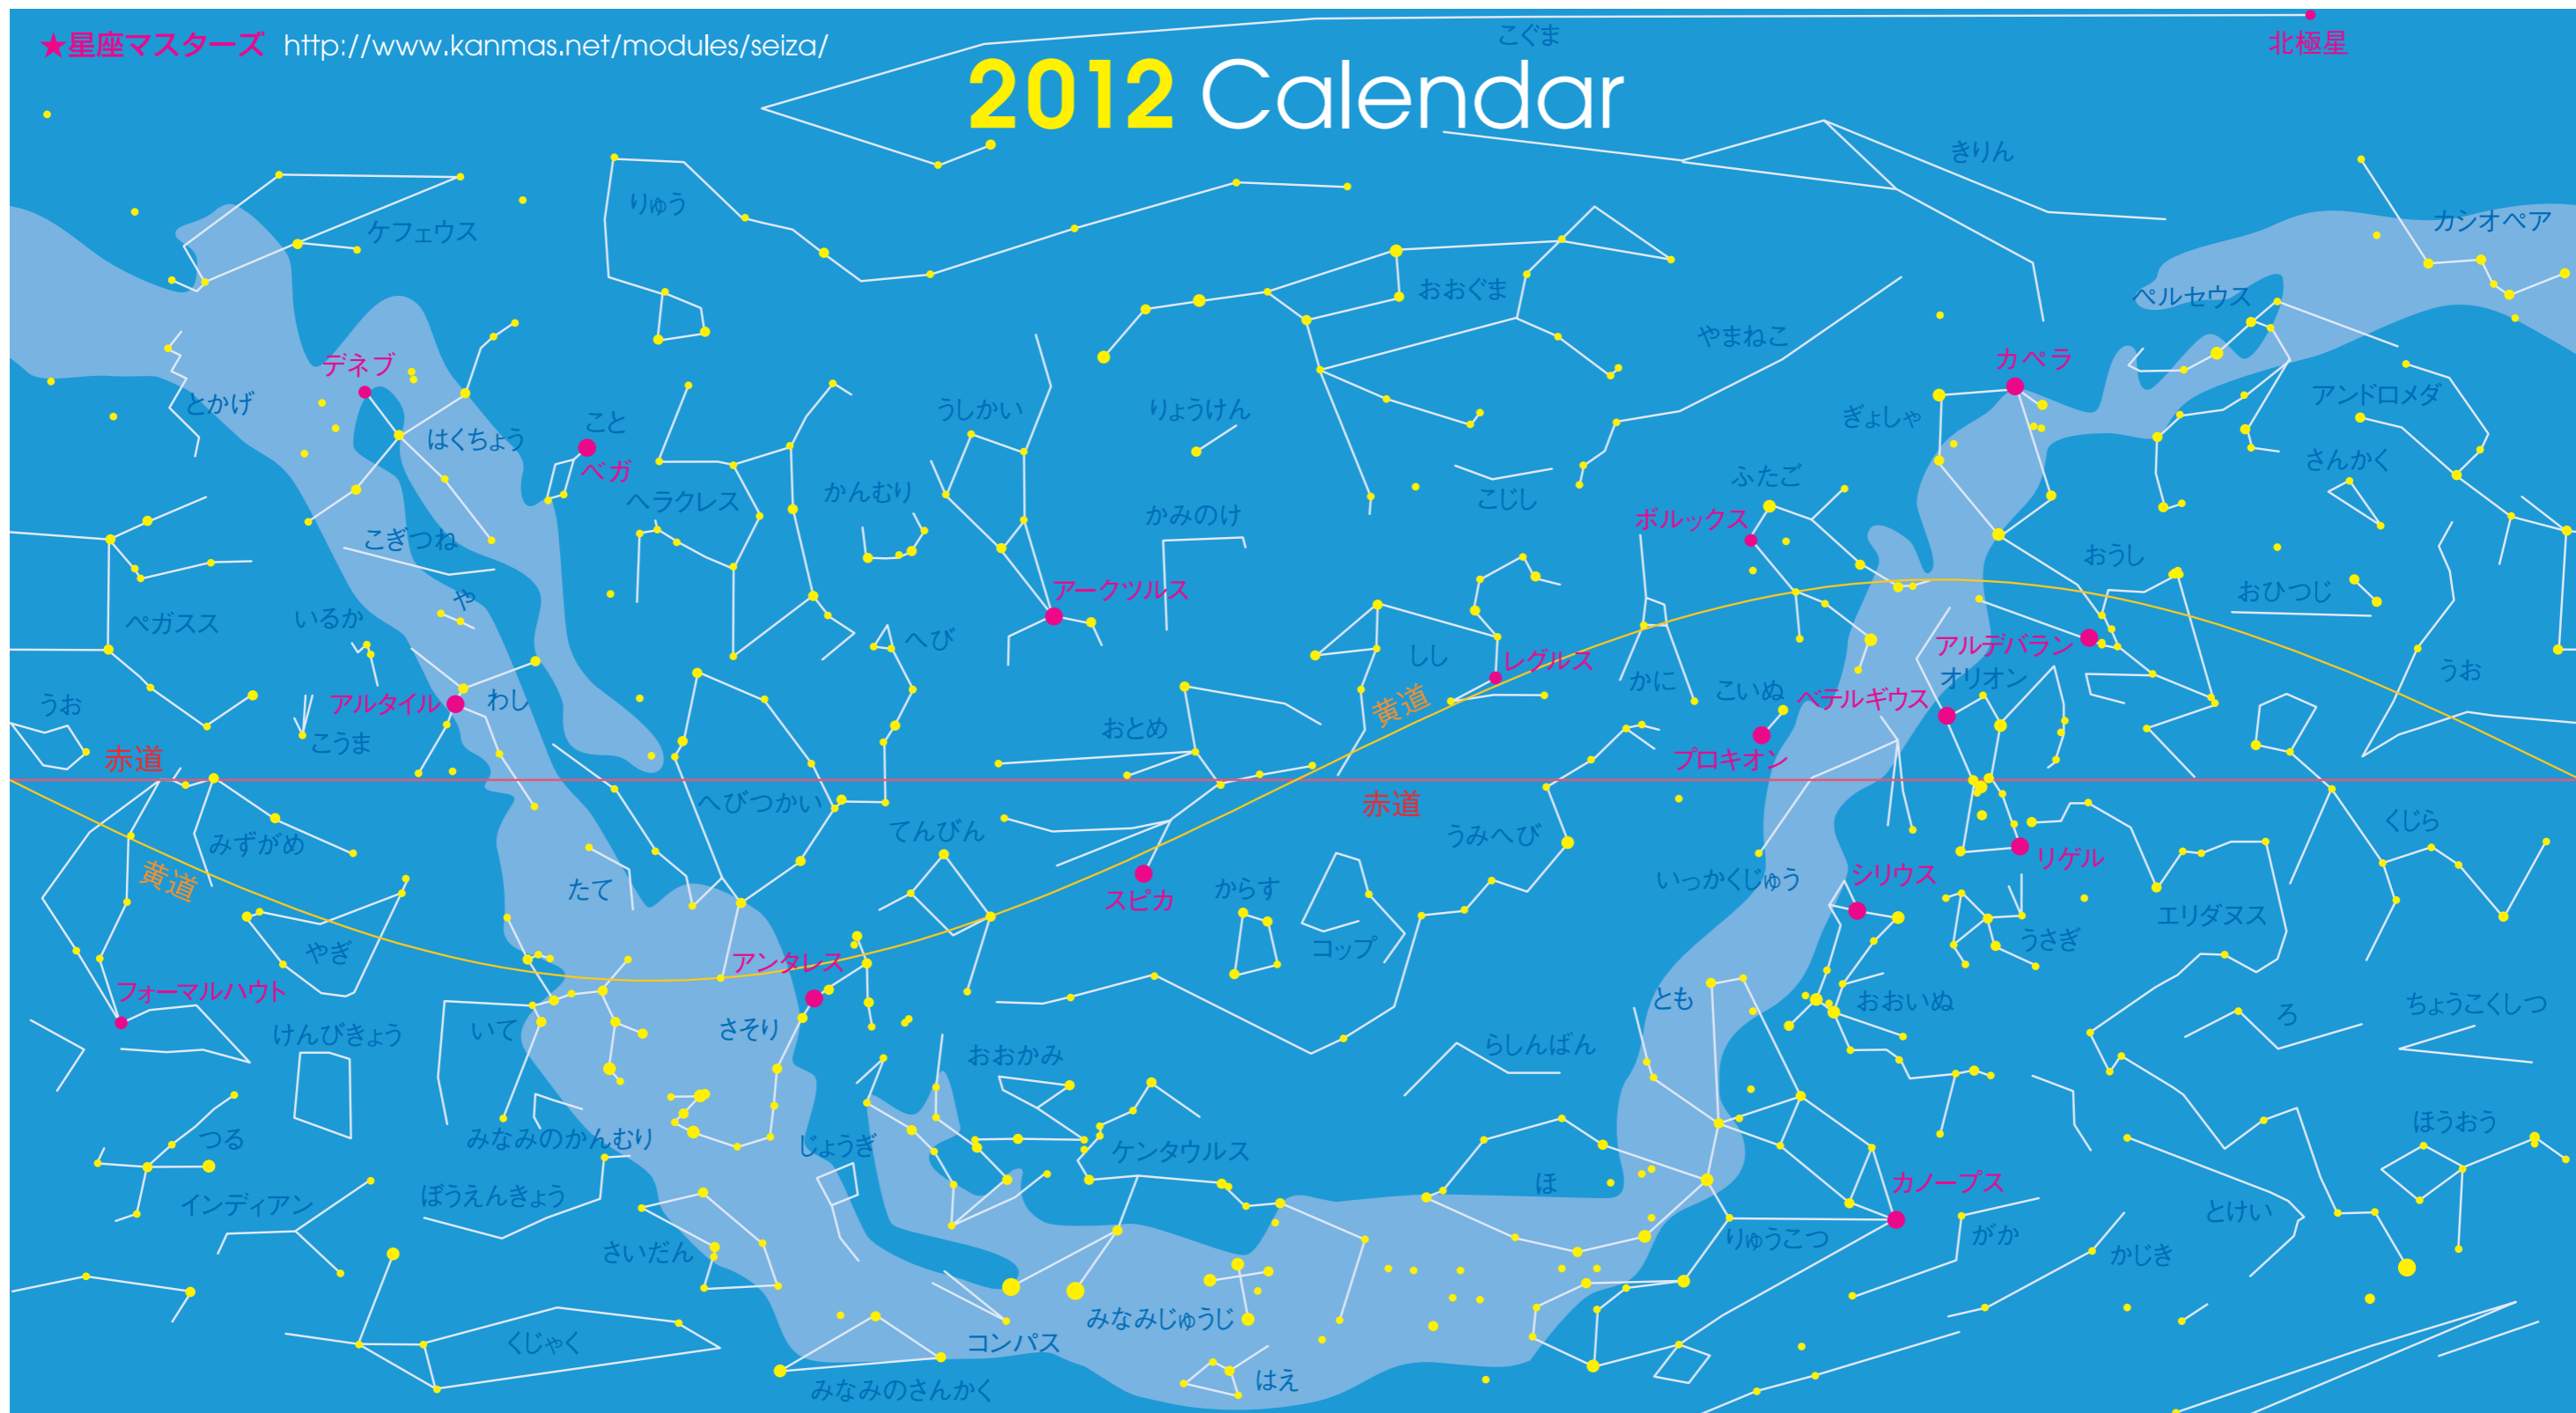 ★星座マスターズ http://www.kanmas.net/modules/seiza/
2012 Calendar
こぐま
北極星
きりん
りゅう
ケフェウス
カシオペア
おおぐま
ペルセウス
やまねこ
デネブ
カペラ
とかげ
はくちょう
こと
ベガ
うしかい
りょうけん
ぎょしゃ
アンドロメダ
さんかく
ヘラクレス
かんむり
かみのけ
こじし
ふたご
ボルックス
こぎつね
おうし
おひつじ
や
アークツルス
いるか
ペガスス
へび
しし
レグルス
かに
アルデバラン
オリオン
うお
うお
アルタイル
わし
こうま
黄道
こいぬ
ベテルギウス
おとめ
プロキオン
赤道
赤道
へびつかい
てんびん
うみへび
くじら
みずがめ
黄道
たて
スピカ
からす
いっかくじゅう
シリウス
リゲル
エリダヌス
やぎ
コップ
うさぎ
アンタレス
フォーマルハウト
けんびきょう
いて
さそり
おおかみ
らしんばん
とも
おおいぬ
ろ
ちょうこくしつ
つる
みなみのかんむり
じょうぎ
ケンタウルス
ほうおう
インディアン
ぼうえんきょう
ほ
カノープス
とけい
さいだん
りゅうこつ
がか
かじき
みなみじゅうじ
くじゃく
コンパス
みなみのさんかく
はえ